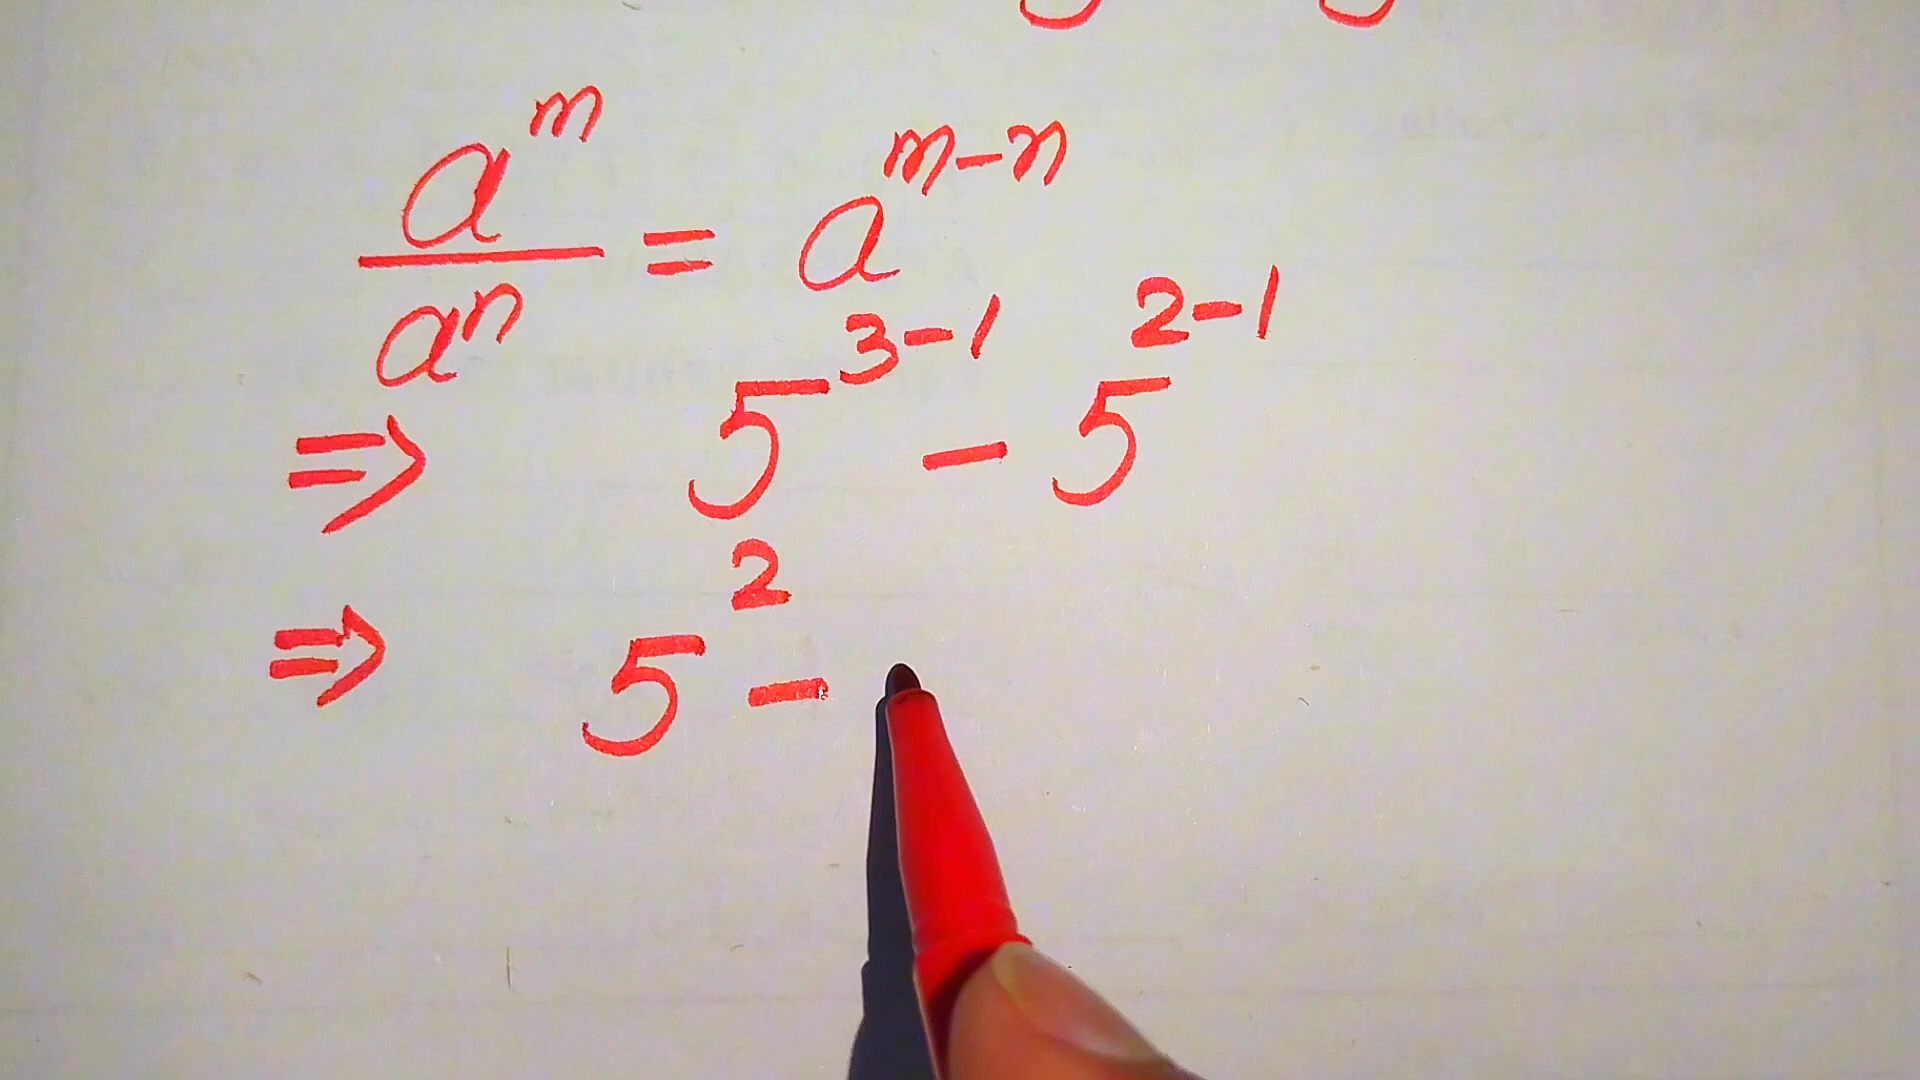 a^m / a^n = a^(m-n)
⇒ 5^(3-1) - 5^(2-1)
⇒ 5^2 -